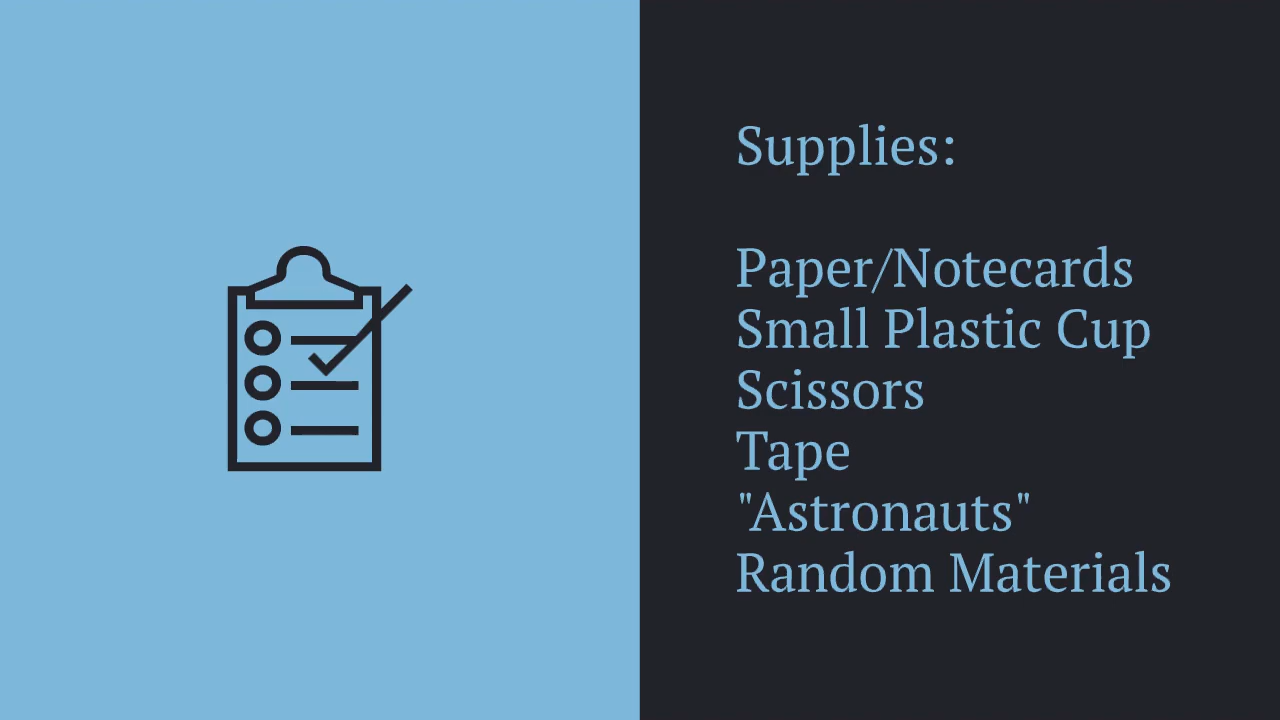 Supplies:
Paper/Notecards
Small Plastic Cup
Scissors
Tape
"Astronauts"
Random Materials